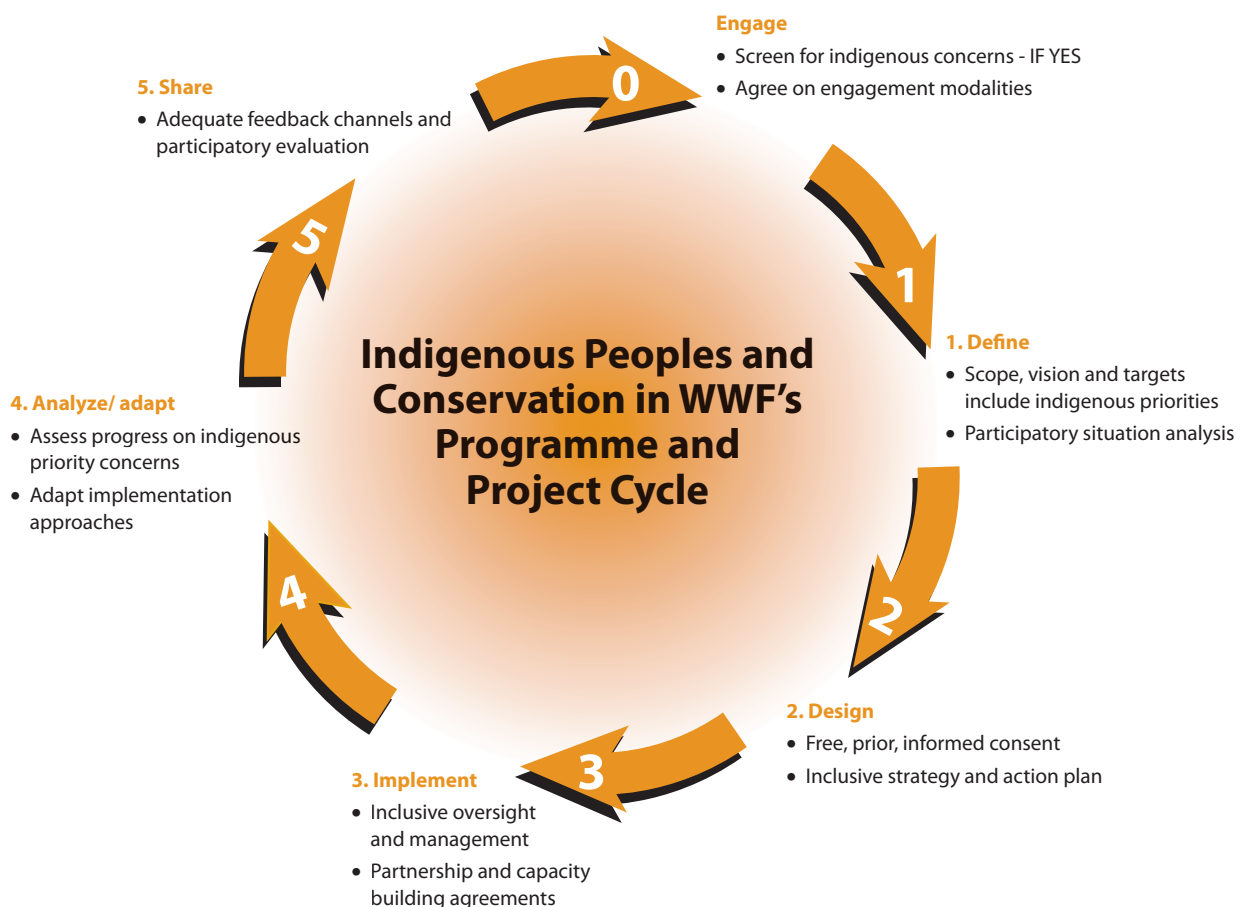 Indigenous Peoples and
Conservation in WWF's
Programme and
Project Cycle
0
Engage
• Screen for indigenous concerns - IF YES
• Agree on engagement modalities
1
1. Define
• Scope, vision and targets
include indigenous priorities
• Participatory situation analysis
2
2. Design
• Free, prior, informed consent
• Inclusive strategy and action plan
3
3. Implement
• Inclusive oversight
and management
• Partnership and capacity
building agreements
4
4. Analyze/ adapt
• Assess progress on indigenous
priority concerns
• Adapt implementation
approaches
5
5. Share
• Adequate feedback channels and
participatory evaluation